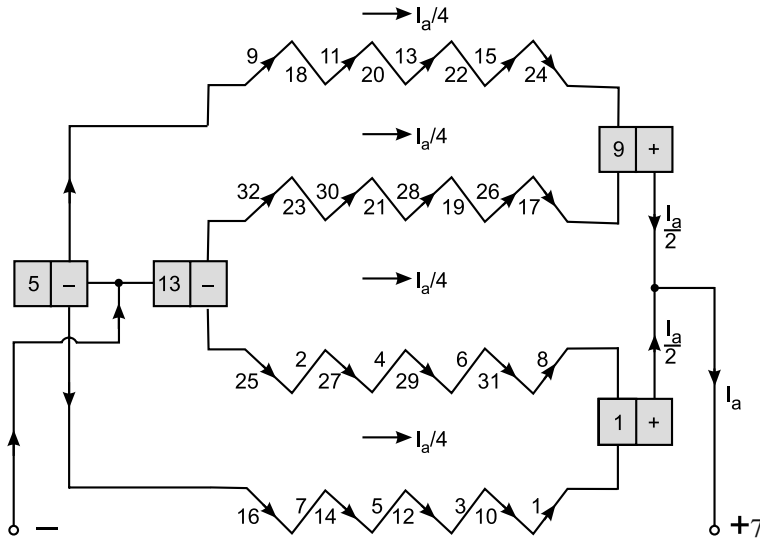 Iₐ/4
9 11 13 15
18 20 22 24
Iₐ/4
9 +
32 30 28 26
23 21 19 17
Iₐ/2
5 – 13 –
Iₐ/4
Iₐ/2
2 4 6 8
25 27 29 31
Iₐ
1 +
Iₐ/4
7 5 3 1
16 14 12 10
– +7